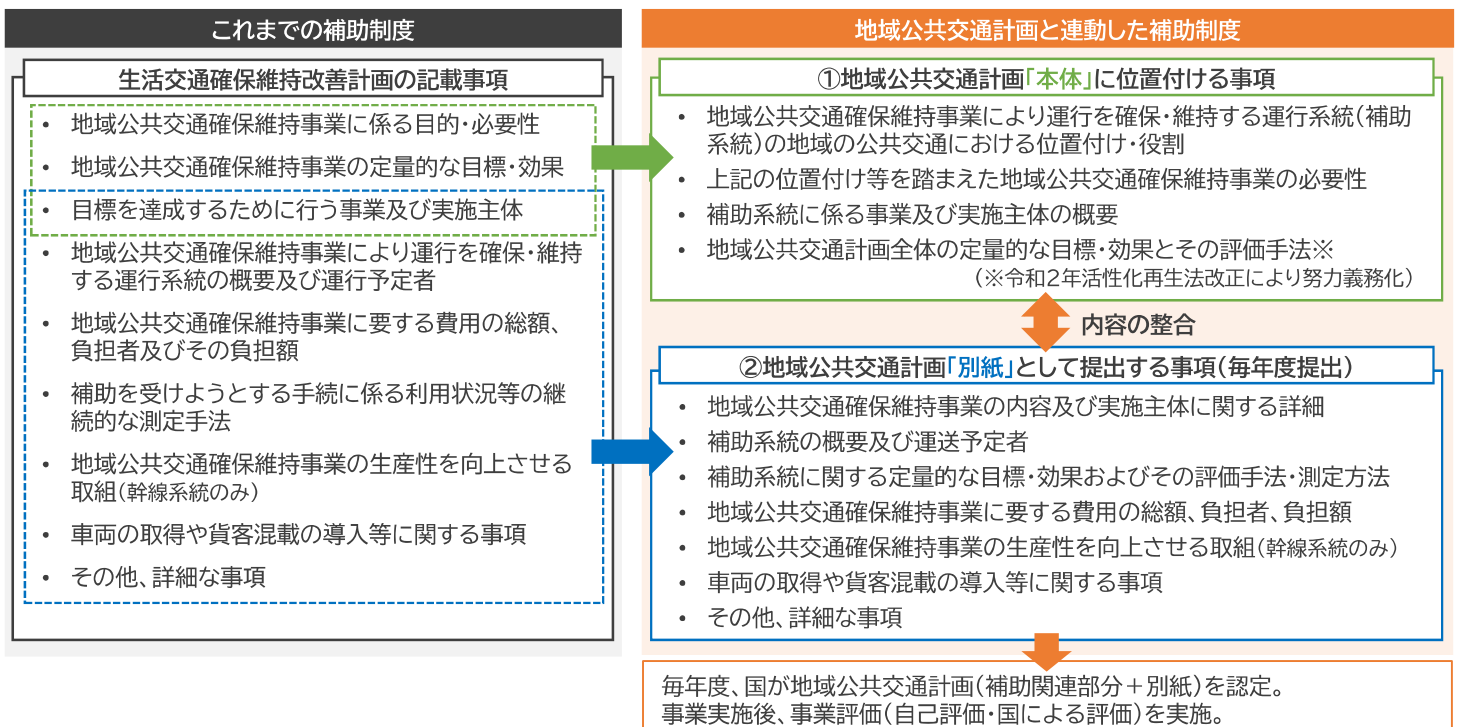 これまでの補助制度
生活交通確保維持改善計画の記載事項
• 地域公共交通確保維持事業に係る目的・必要性
• 地域公共交通確保維持事業の定量的な目標・効果
• 目標を達成するために行う事業及び実施主体
• 地域公共交通確保維持事業により運行を確保・維持
する運行系統の概要及び運行予定者
• 地域公共交通確保維持事業に要する費用の総額、
負担者及びその負担額
• 補助を受けようとする手続に係る利用状況等の継
続的な測定手法
• 地域公共交通確保維持事業の生産性を向上させる
取組(幹線系統のみ)
• 車両の取得や貨客混載の導入等に関する事項
• その他、詳細な事項
地域公共交通計画と連動した補助制度
①地域公共交通計画「本体」に位置付ける事項
• 地域公共交通確保維持事業により運行を確保・維持する運行系統(補助
系統)の地域の公共交通における位置付け・役割
• 上記の位置付け等を踏まえた地域公共交通確保維持事業の必要性
• 補助系統に係る事業及び実施主体の概要
• 地域公共交通計画全体の定量的な目標・効果とその評価手法※
(※令和2年活性化再生法改正により努力義務化)
内容の整合
②地域公共交通計画「別紙」として提出する事項(毎年度提出)
• 地域公共交通確保維持事業の内容及び実施主体に関する詳細
• 補助系統の概要及び運送予定者
• 補助系統に関する定量的な目標・効果およびその評価手法・測定方法
• 地域公共交通確保維持事業に要する費用の総額、負担者、負担額
• 地域公共交通確保維持事業の生産性を向上させる取組(幹線系統のみ)
• 車両の取得や貨客混載の導入等に関する事項
• その他、詳細な事項
毎年度、国が地域公共交通計画(補助関連部分+別紙)を認定。
事業実施後、事業評価(自己評価・国による評価)を実施。